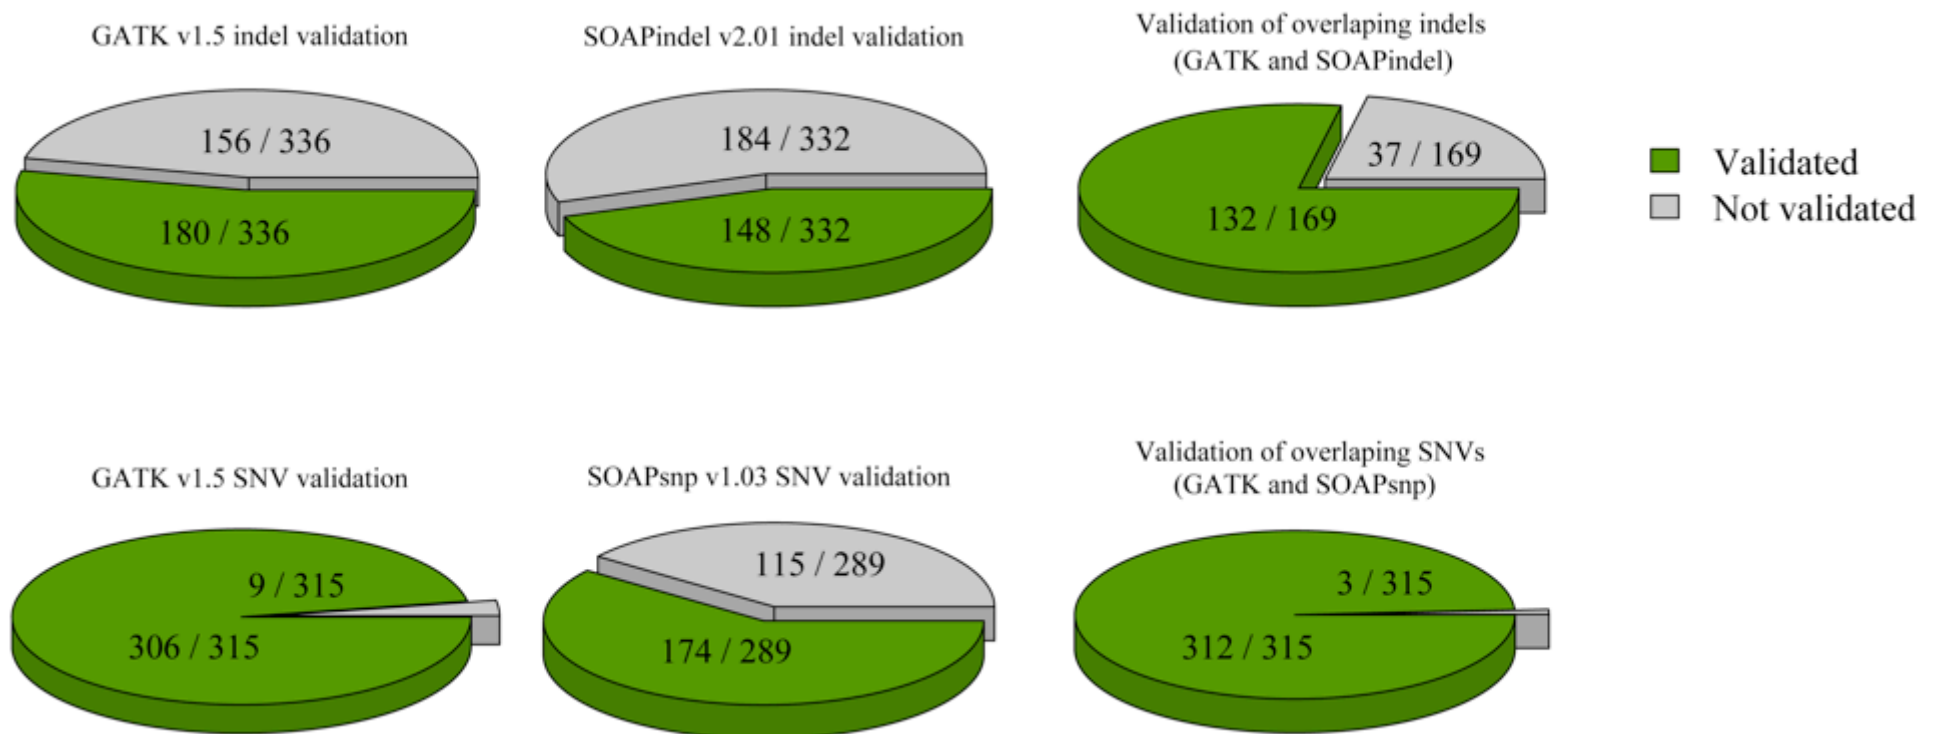 GATK v1.5 indel validation
156 / 336
180 / 336
SOAPindel v2.01 indel validation
184 / 332
148 / 332
Validation of overlaping indels
(GATK and SOAPindel)
37 / 169
132 / 169
Validated
Not validated
GATK v1.5 SNV validation
9 / 315
306 / 315
SOAPsnp v1.03 SNV validation
115 / 289
174 / 289
Validation of overlaping SNVs
(GATK and SOAPsnp)
3 / 315
312 / 315